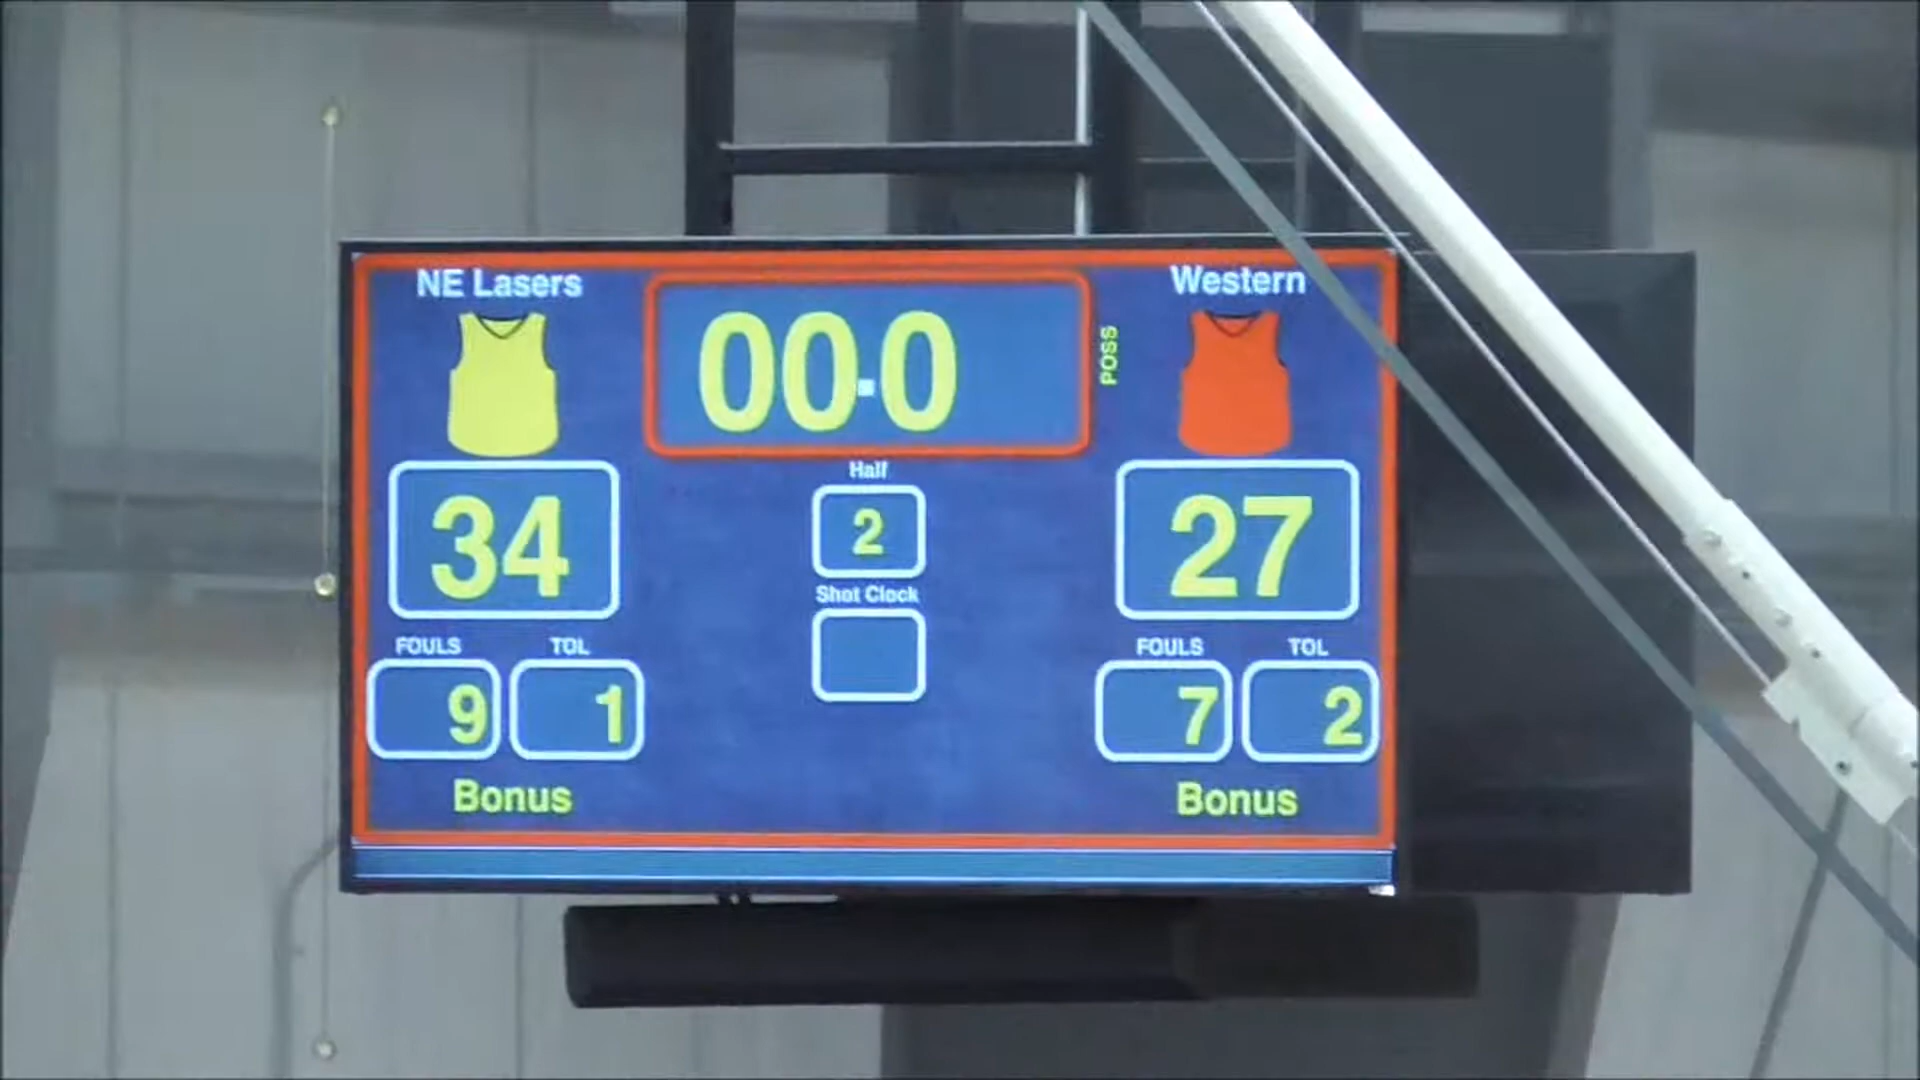 NE Lasers
00.0
POSS
Western
34
Half
2
27
Shot Clock
FOULS
TOL
9
1
Bonus
FOULS
TOL
7
2
Bonus